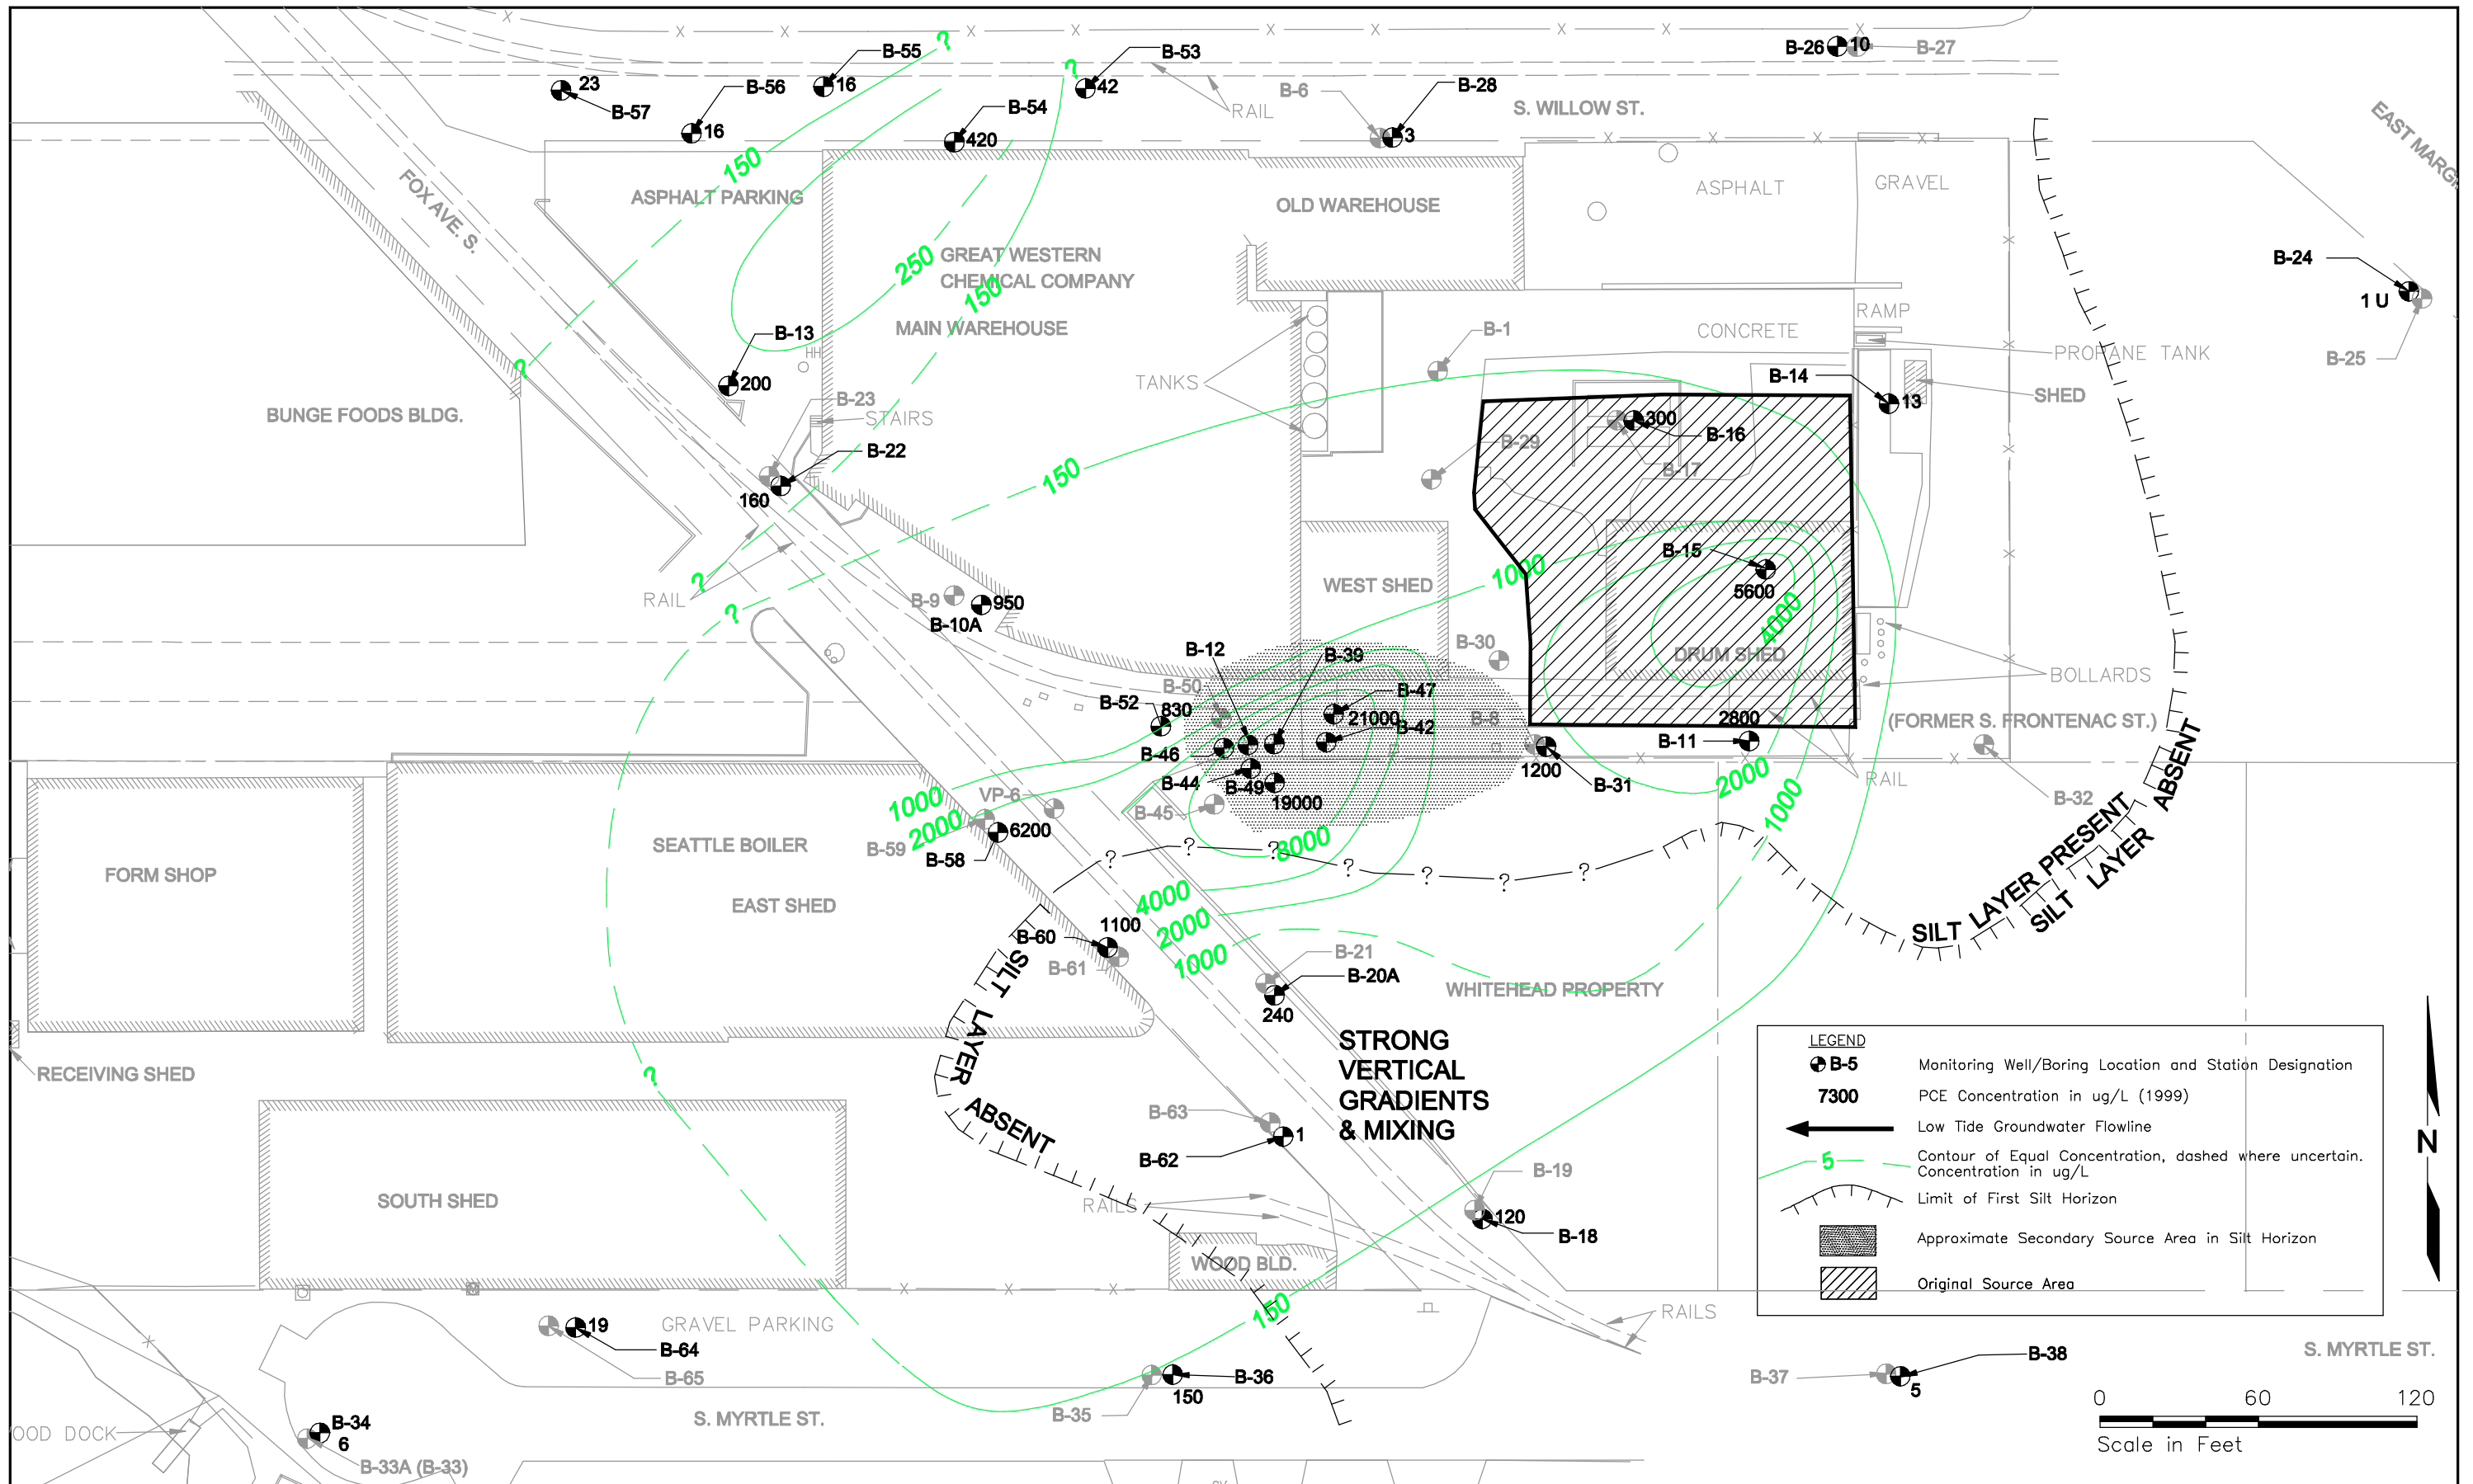 B-55
B-53
B-26
10
B-27
23
B-57
B-56
16
16
B-54
42
420
RAIL
B-6
B-28
3
S. WILLOW ST.
FOX AVE. S.
ASPHALT PARKING
150
?
?
GREAT WESTERN
CHEMICAL COMPANY
MAIN WAREHOUSE
250
150
OLD WAREHOUSE
ASPHALT
GRAVEL
B-24
1 U
B-25
B-13
200
HH
B-23
STAIRS
B-22
160
BUNGE FOODS BLDG.
?
TANKS
B-1
CONCRETE
RAMP
PROPANE TANK
SHED
B-14
13
300
B-16
B-17
B-29
150
1000
RAIL
?
?
B-9
950
B-10A
WEST SHED
B-15
5600
4000
DRUM SHED
B-30
B-12
B-39
B-50
B-47
21000
B-42
B-8
B-52
830
B-46
B-44
B-49
19000
B-45
2800
B-11
1200
B-31
BOLLARDS
(FORMER S. FRONTENAC ST.)
RAIL
B-32
1000
2000
VP-6
6200
B-59
B-58
8000
2000
1000
? ? ? ? ? ? ?
SILT LAYER PRESENT
SILT LAYER ABSENT
FORM SHOP
SEATTLE BOILER
EAST SHED
4000
2000
1000
1100
B-60
B-61
B-21
B-20A
240
WHITEHEAD PROPERTY
SILT LAYER ABSENT
STRONG
VERTICAL
GRADIENTS
& MIXING
RECEIVING SHED
?
SOUTH SHED
B-63
1
B-62
B-19
120
B-18
RAILS
WOOD BLD.
150
RAILS
19
B-64
B-65
GRAVEL PARKING
B-36
150
B-35
S. MYRTLE ST.
B-34
6
B-33A (B-33)
B-37
B-38
5
S. MYRTLE ST.
LEGEND
B-5 Monitoring Well/Boring Location and Station Designation
7300 PCE Concentration in ug/L (1999)
Low Tide Groundwater Flowline
5 Contour of Equal Concentration, dashed where uncertain.
Concentration in ug/L
Limit of First Silt Horizon
Approximate Secondary Source Area in Silt Horizon
Original Source Area
N
0 60 120
Scale in Feet